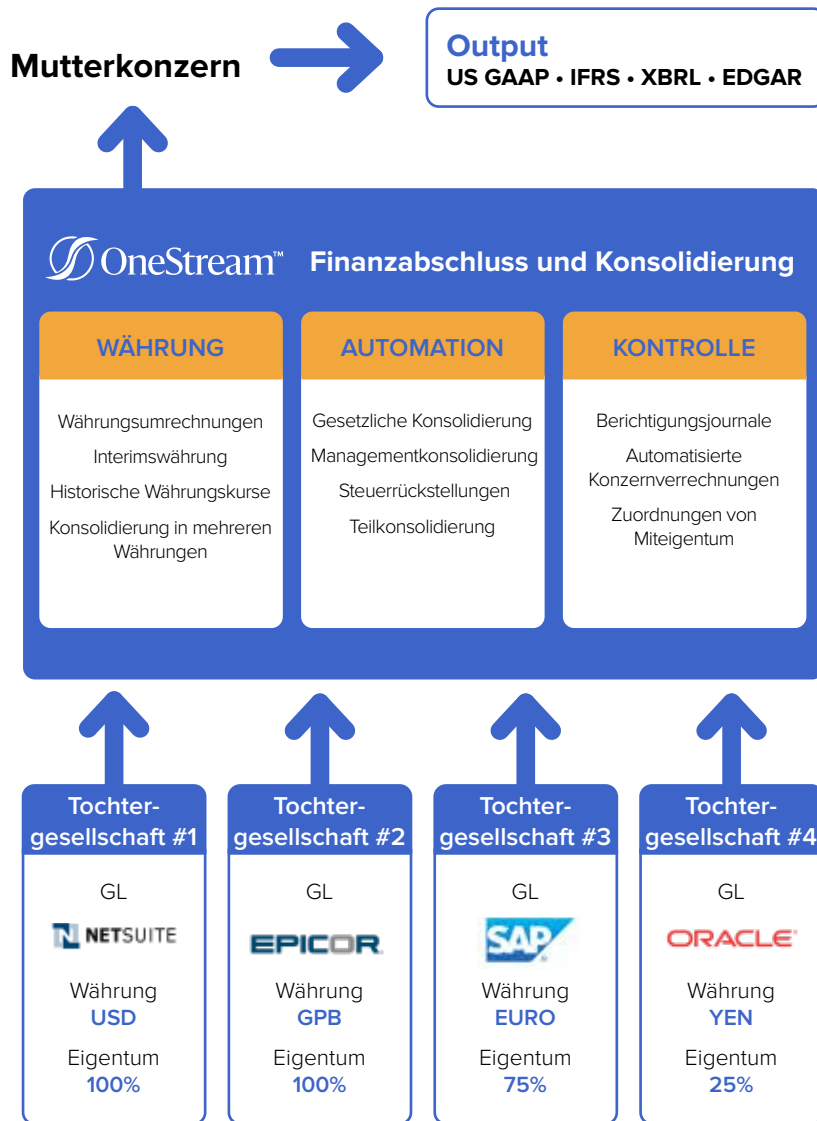 Mutterkonzern
Output
US GAAP • IFRS • XBRL • EDGAR
OneStream™
Finanzabschluss und Konsolidierung
WÄHRUNG
Währungsumrechnungen
Interimswährung
Historische Währungskurse
Konsolidierung in mehreren
Währungen
AUTOMATION
Gesetzliche Konsolidierung
Managementkonsolidierung
Steuerrückstellungen
Teilkonsolidierung
KONTROLLE
Berichtigungsjournale
Automatisierte
Konzernverrechnungen
Zuordnungen von
Miteigentum
Tochter-
gesellschaft #1
GL
NETSUITE
Währung
USD
Eigentum
100%
Tochter-
gesellschaft #2
GL
EPICOR
Währung
GPB
Eigentum
100%
Tochter-
gesellschaft #3
GL
SAP
Währung
EURO
Eigentum
75%
Tochter-
gesellschaft #4
GL
ORACLE
Währung
YEN
Eigentum
25%